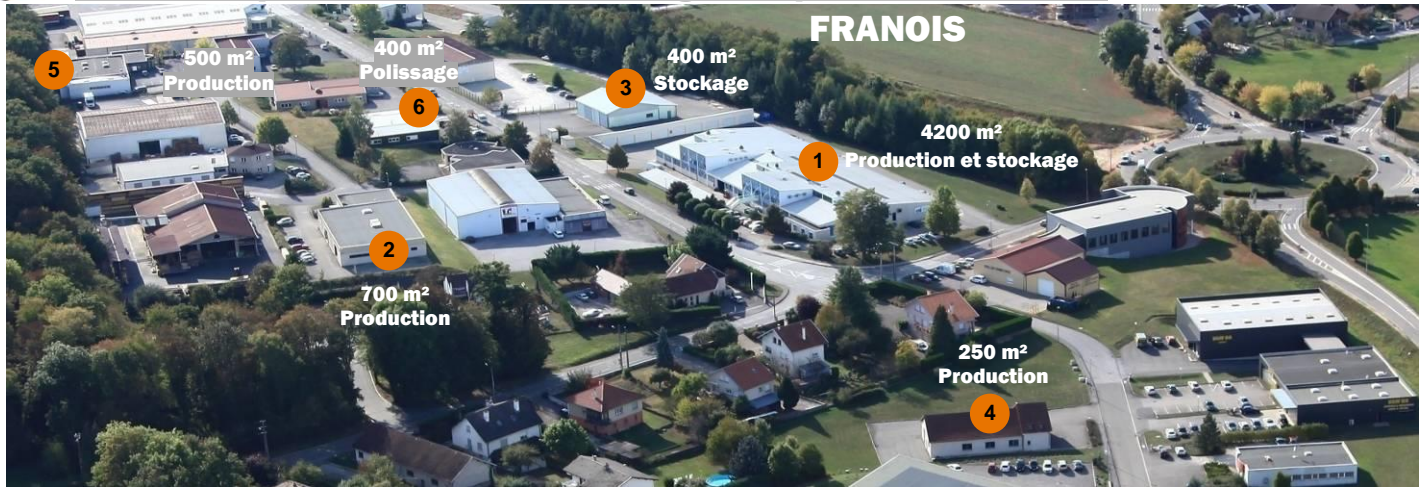 FRANOIS
5
500 m²
Production
400 m²
Polissage
6
400 m²
Stockage
3
4200 m²
Production et stockage
1
2
700 m²
Production
250 m²
Production
4